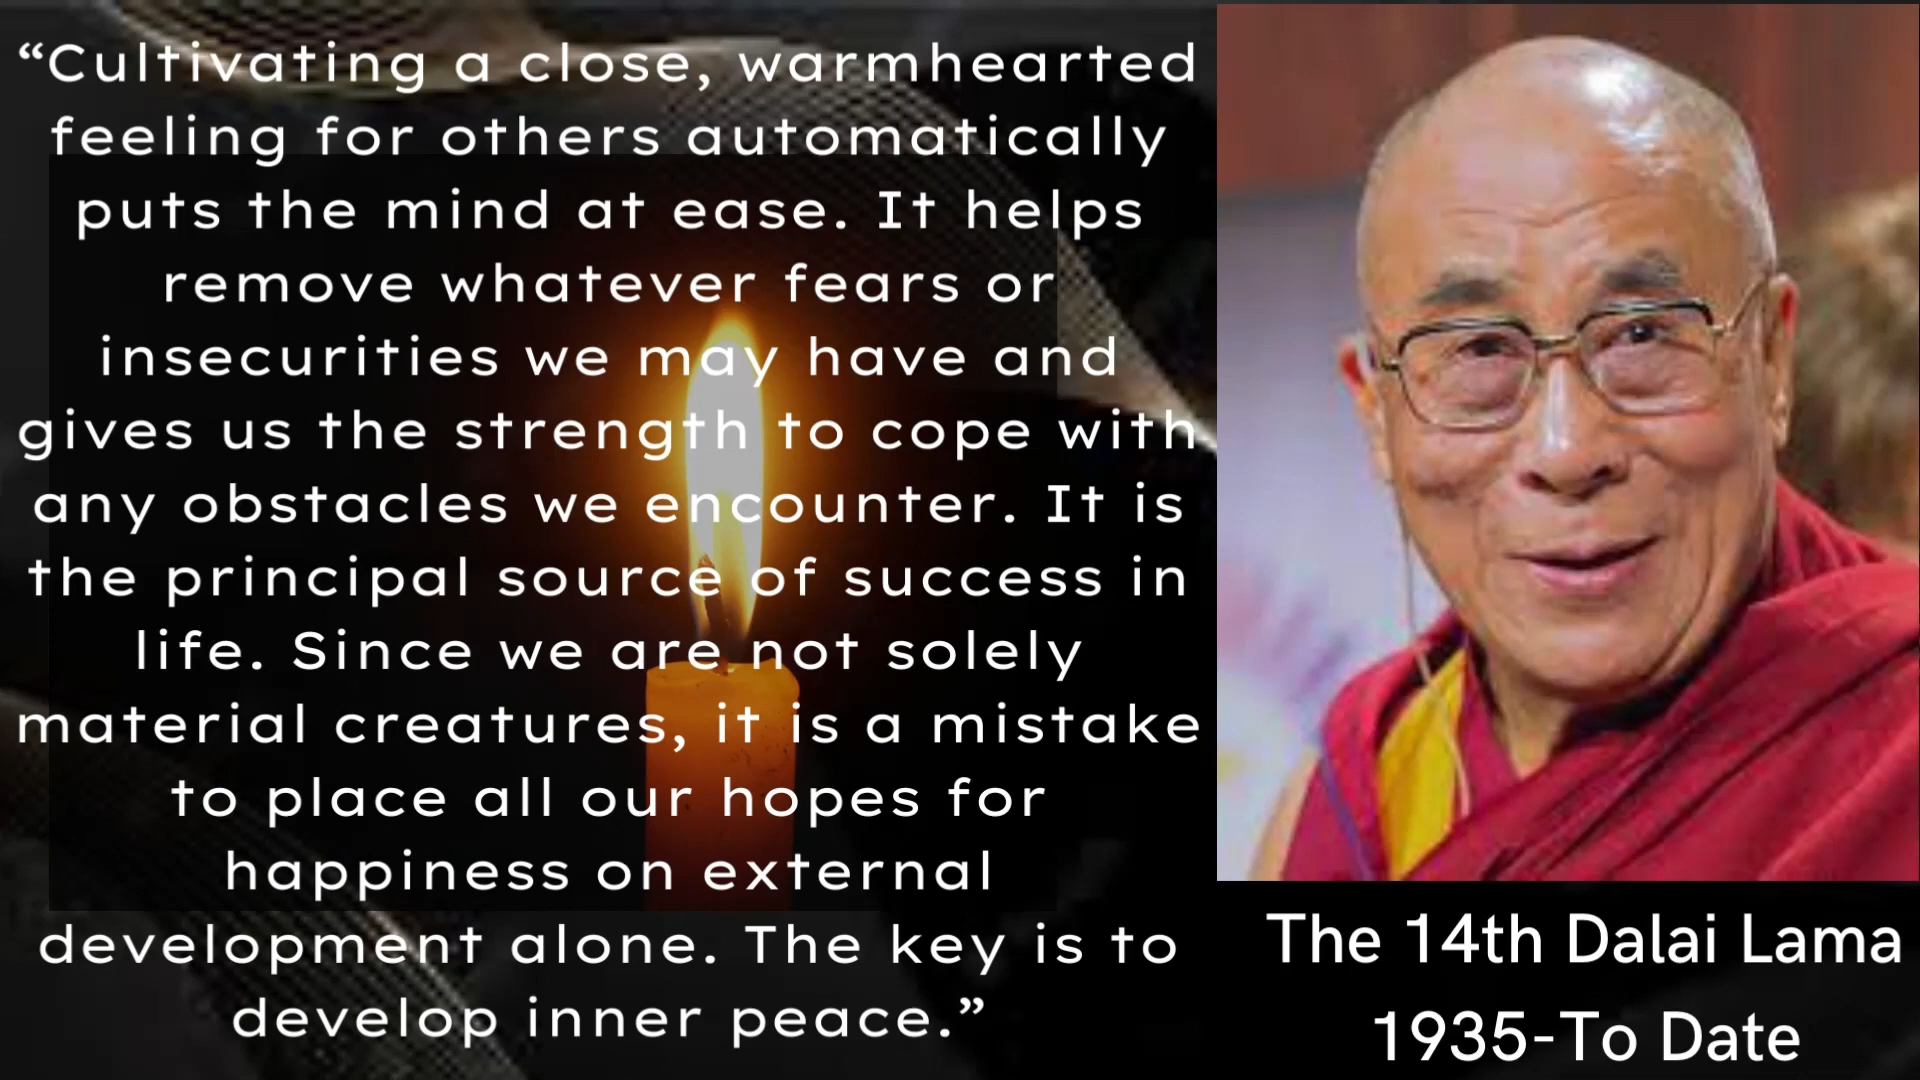 “Cultivating a close, warmhearted
feeling for others automatically
puts the mind at ease. It helps
remove whatever fears or
insecurities we may have and
gives us the strength to cope with
any obstacles we encounter. It is
the principal source of success in
life. Since we are not solely
material creatures, it is a mistake
to place all our hopes for
happiness on external
development alone. The key is to
develop inner peace.”
The 14th Dalai Lama
1935-To Date